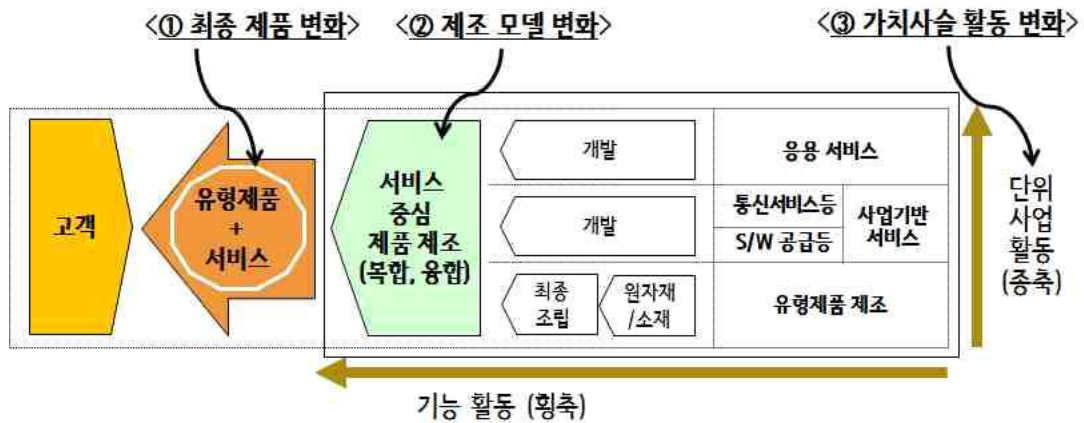 <① 최종 제품 변화>
<② 제조 모델 변화>
<③ 가치사슬 활동 변화>
고객
유형제품
+
서비스
서비스
중심
제품 제조
(복합, 융합)
개발
응용 서비스
개발
통신서비스등
S/W 공급등
사업기반
서비스
최종
조립
원자재
/소재
유형제품 제조
단위
사업
활동
(종축)
기능 활동 (횡축)